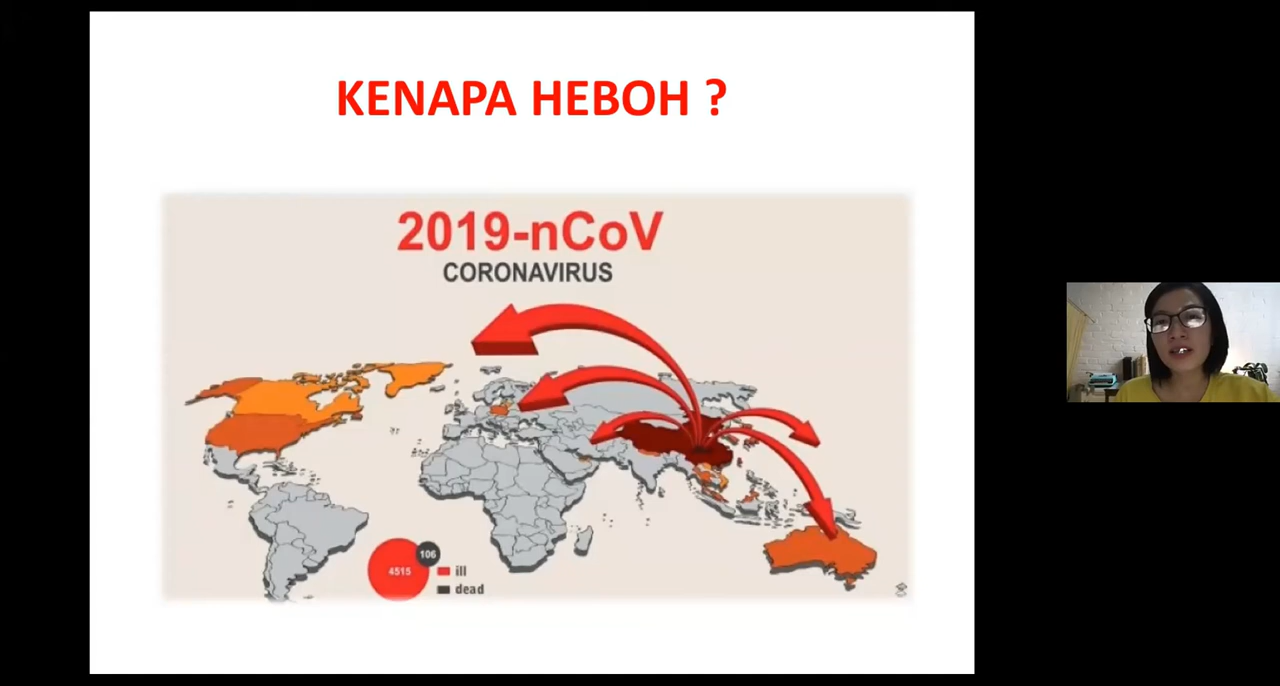 KENAPA HEBOH ?
2019-nCoV
CORONAVIRUS
106
4515
ill
dead